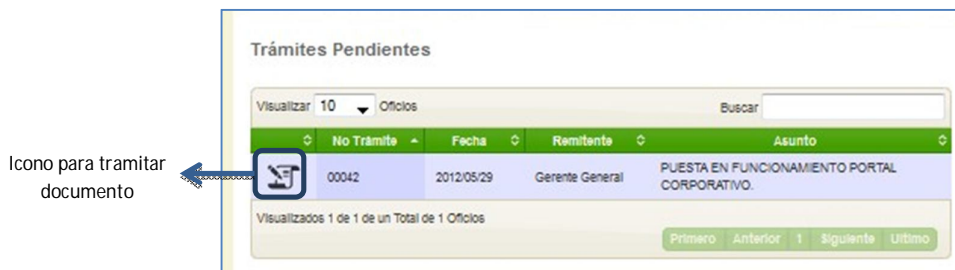 Trámites Pendientes
Visualizar 10 Oficios Buscar
No Trámite Fecha Remitente Asunto
Icono para tramitar
documento
00042 2012/05/29 Gerente General PUESTA EN FUNCIONAMIENTO PORTAL
CORPORATIVO.
Visualizados 1 de 1 de un Total de 1 Oficios
Primero Anterior 1 Siguiente Ultimo